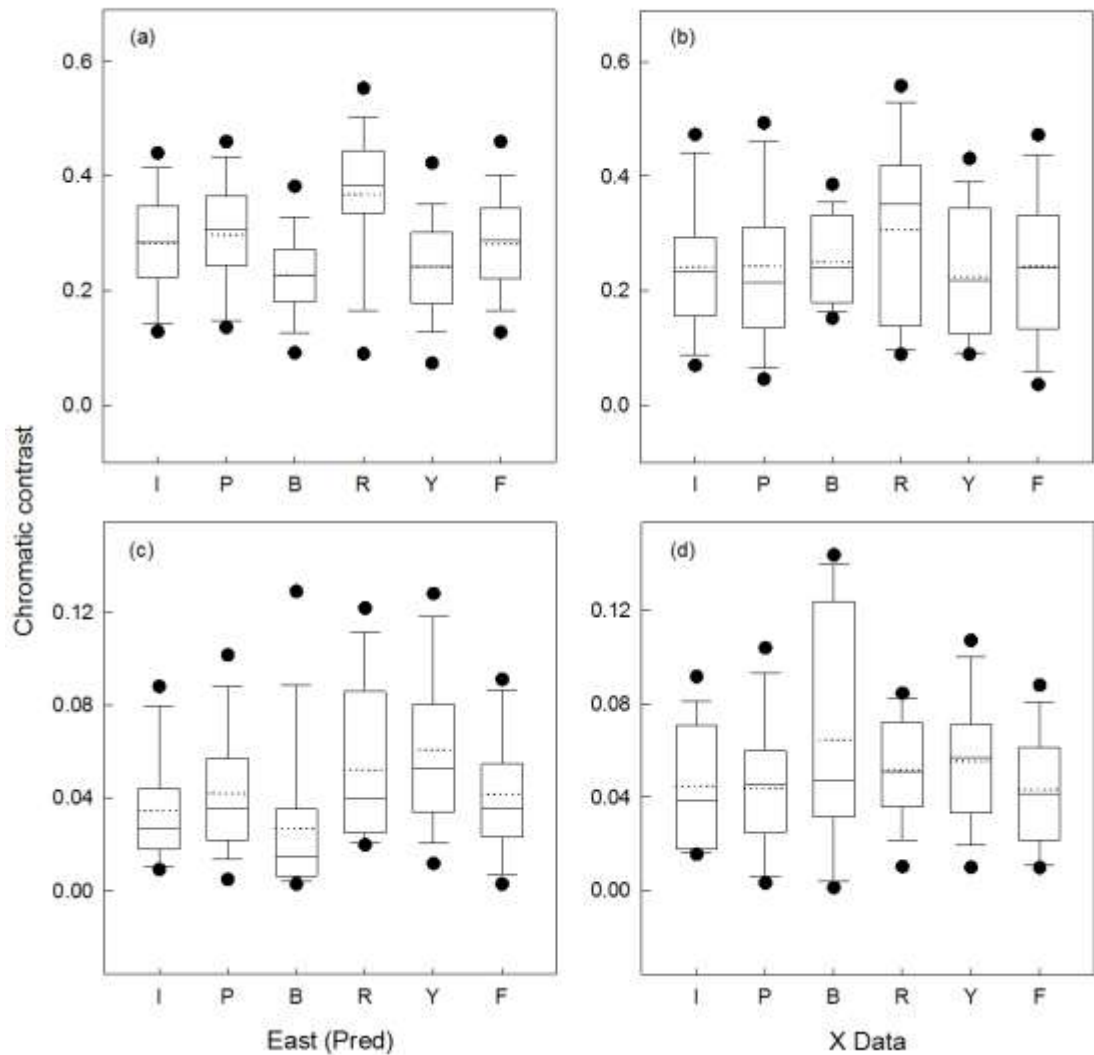 (a)
(b)
0.6
0.4
0.2
0.0
0.6
0.4
0.2
0.0
I P B R Y F
I P B R Y F
Chromatic contrast
(c)
(d)
0.12
0.08
0.04
0.00
0.12
0.08
0.04
0.00
I P B R Y F
I P B R Y F
East (Pred)
X Data